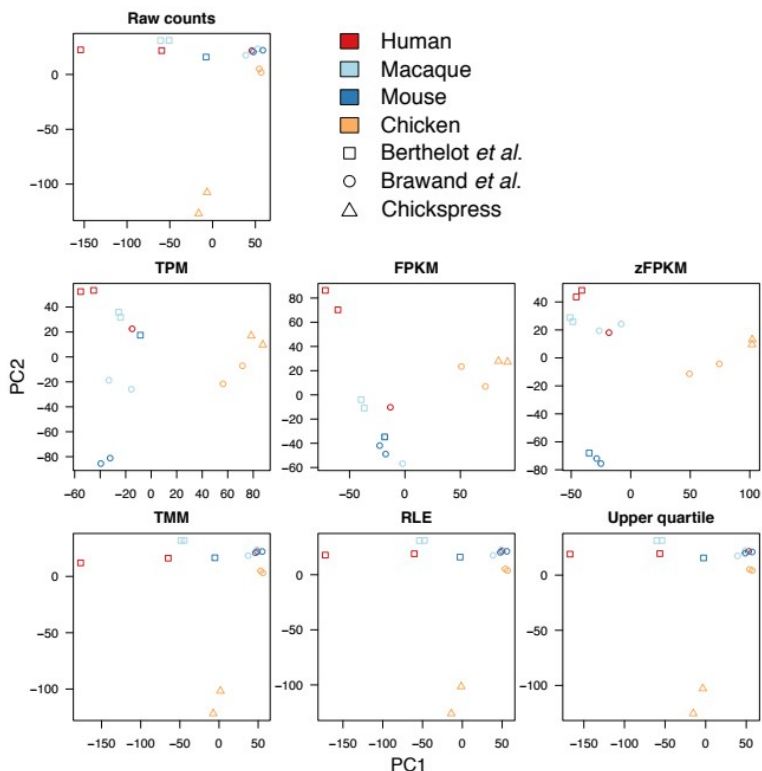 Raw counts
0
−50
−100
−150 −100 −50 0 50
Human
Macaque
Mouse
Chicken
Berthelot et al.
Brawand et al.
Chickspress
PC2
TPM
40
20
0
−20
−40
−60
−80
−60 −40 −20 0 20 40 60 80
FPKM
80
60
40
20
0
−20
−40
−60
−50 0 50
zFPKM
40
20
0
−20
−40
−60
−80
−50 0 50 100
TMM
0
−50
−100
−150 −100 −50 0 50
RLE
0
−50
−100
−150 −100 −50 0 50
Upper quartile
0
−50
−100
−150 −100 −50 0 50
PC1